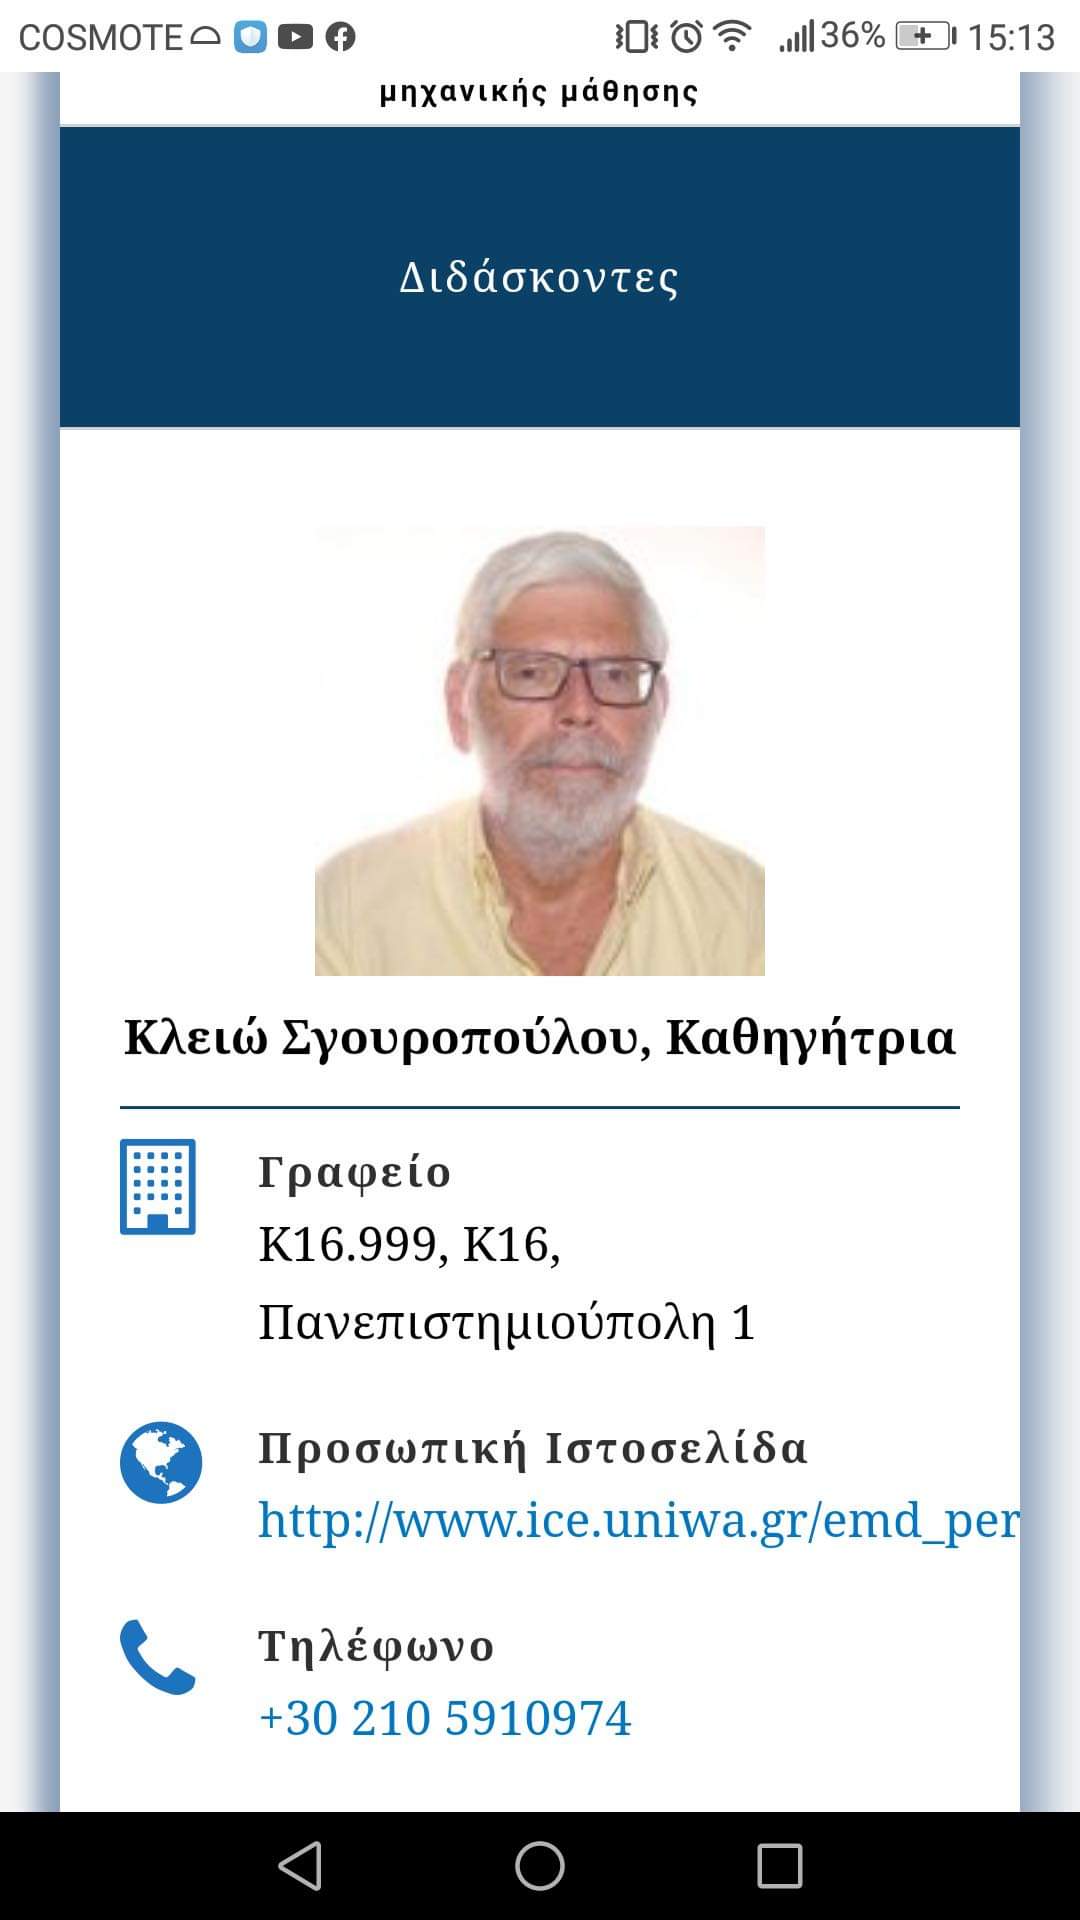 COSMOTE 36% 15:13
μηχανικής μάθησης
Διδάσκοντες
Κλειώ Σγουροπούλου, Καθηγήτρια
Γραφείο
Κ16.999, Κ16,
Πανεπιστημιούπολη 1
Προσωπική Ιστοσελίδα
http://www.ice.uniwa.gr/emd_per
Τηλέφωνο
+30 210 5910974